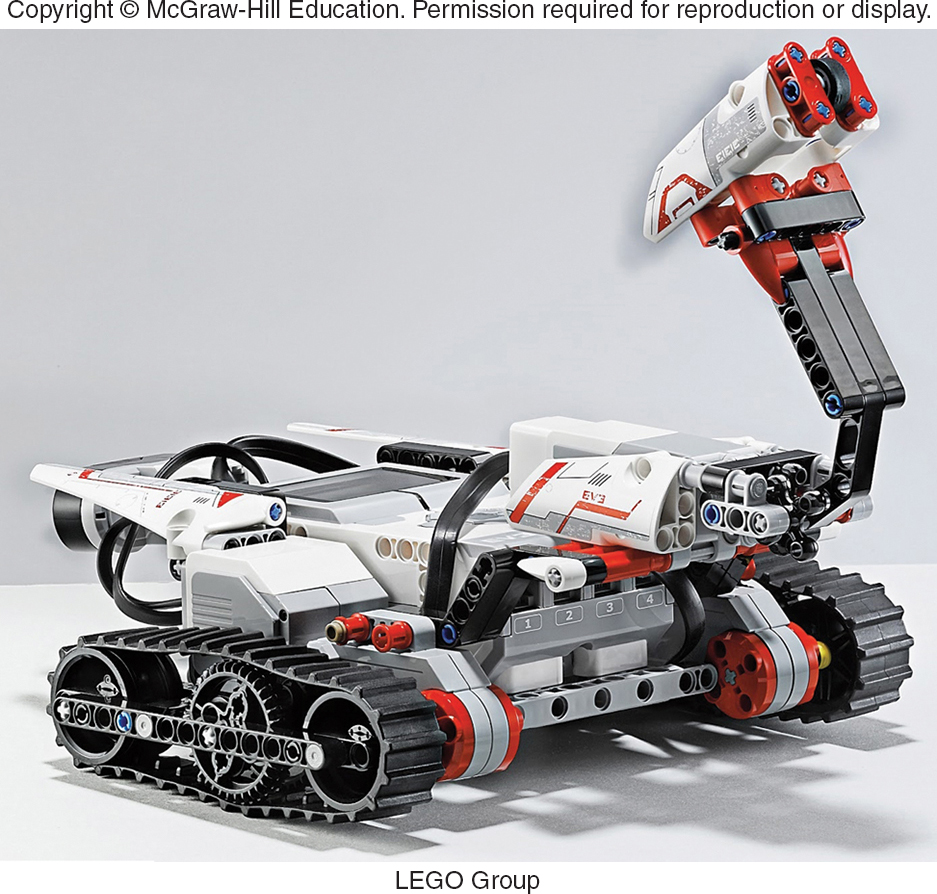 Copyright © McGraw-Hill Education. Permission required for reproduction or display.
EV3
1 2 3 4
LEGO Group